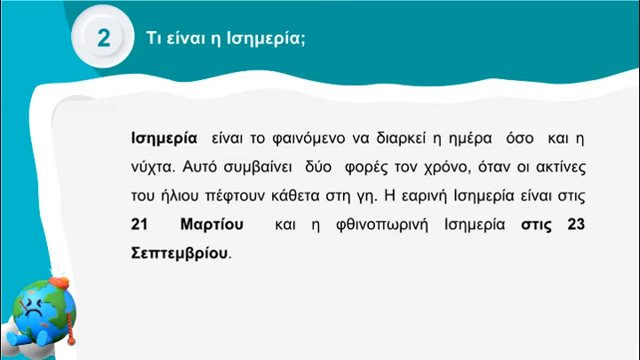 2
Τι είναι η Ισημερία;
Ισημερία είναι το φαινόμενο να διαρκεί η ημέρα όσο και η
νύχτα. Αυτό συμβαίνει δύο φορές τον χρόνο, όταν οι ακτίνες
του ήλιου πέφτουν κάθετα στη γη. Η εαρινή Ισημερία είναι στις
21 Μαρτίου και η φθινοπωρινή Ισημερία στις 23
Σεπτεμβρίου.